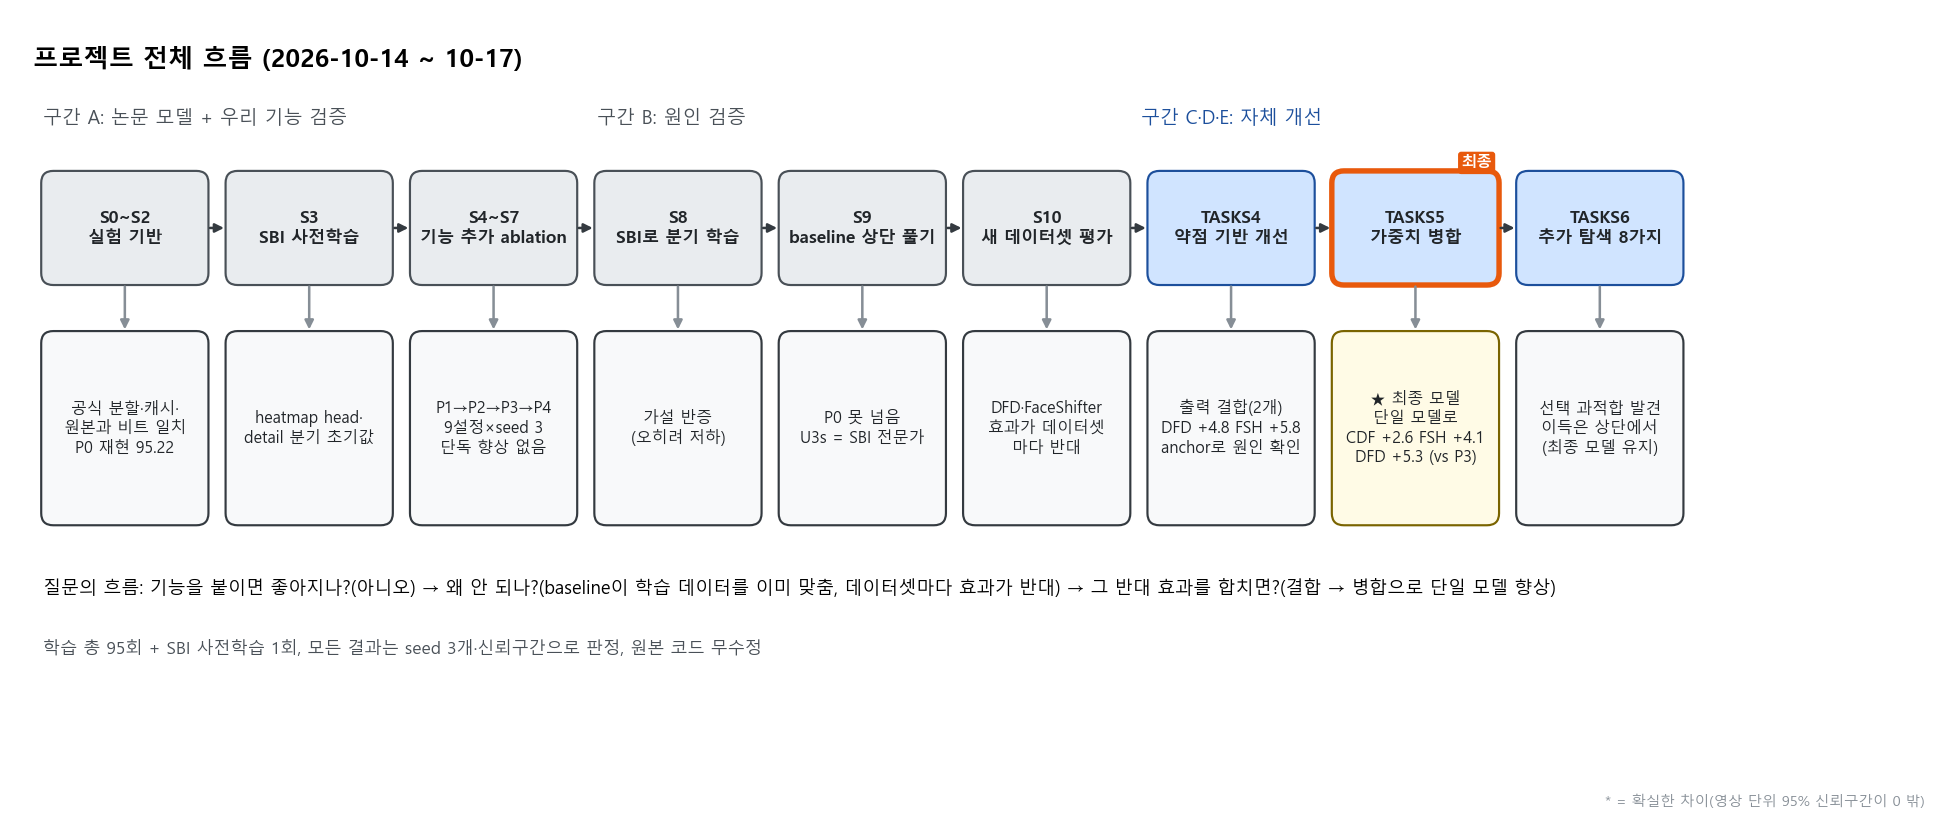 프로젝트 전체 흐름 (2026-10-14 ~ 10-17)
구간 A: 논문 모델 + 우리 기능 검증
구간 B: 원인 검증
구간 C·D·E: 자체 개선
S0~S2
실험 기반
S3
SBI 사전학습
S4~S7
기능 추가 ablation
S8
SBI로 분기 학습
S9
baseline 상단 풀기
S10
새 데이터셋 평가
TASKS4
약점 기반 개선
최종
TASKS5
가중치 병합
TASKS6
추가 탐색 8가지
공식 분할·캐시·
원본과 비트 일치
P0 재현 95.22
heatmap head·
detail 분기 초기값
P1→P2→P3→P4
9설정×seed 3
단독 향상 없음
가설 반증
(오히려 저하)
P0 못 넘음
U3s = SBI 전문가
DFD·FaceShifter
효과가 데이터셋
마다 반대
출력 결합(2개)
DFD +4.8 FSH +5.8
anchor로 원인 확인
★ 최종 모델
단일 모델로
CDF +2.6 FSH +4.1
DFD +5.3 (vs P3)
선택 과적합 발견
이득은 상단에서
(최종 모델 유지)
질문의 흐름: 기능을 붙이면 좋아지나?(아니오) → 왜 안 되나?(baseline이 학습 데이터를 이미 맞춤, 데이터셋마다 효과가 반대) → 그 반대 효과를 합치면?(결합 → 병합으로 단일 모델 향상)
학습 총 95회 + SBI 사전학습 1회, 모든 결과는 seed 3개·신뢰구간으로 판정, 원본 코드 무수정
* = 확실한 차이(영상 단위 95% 신뢰구간이 0 밖)